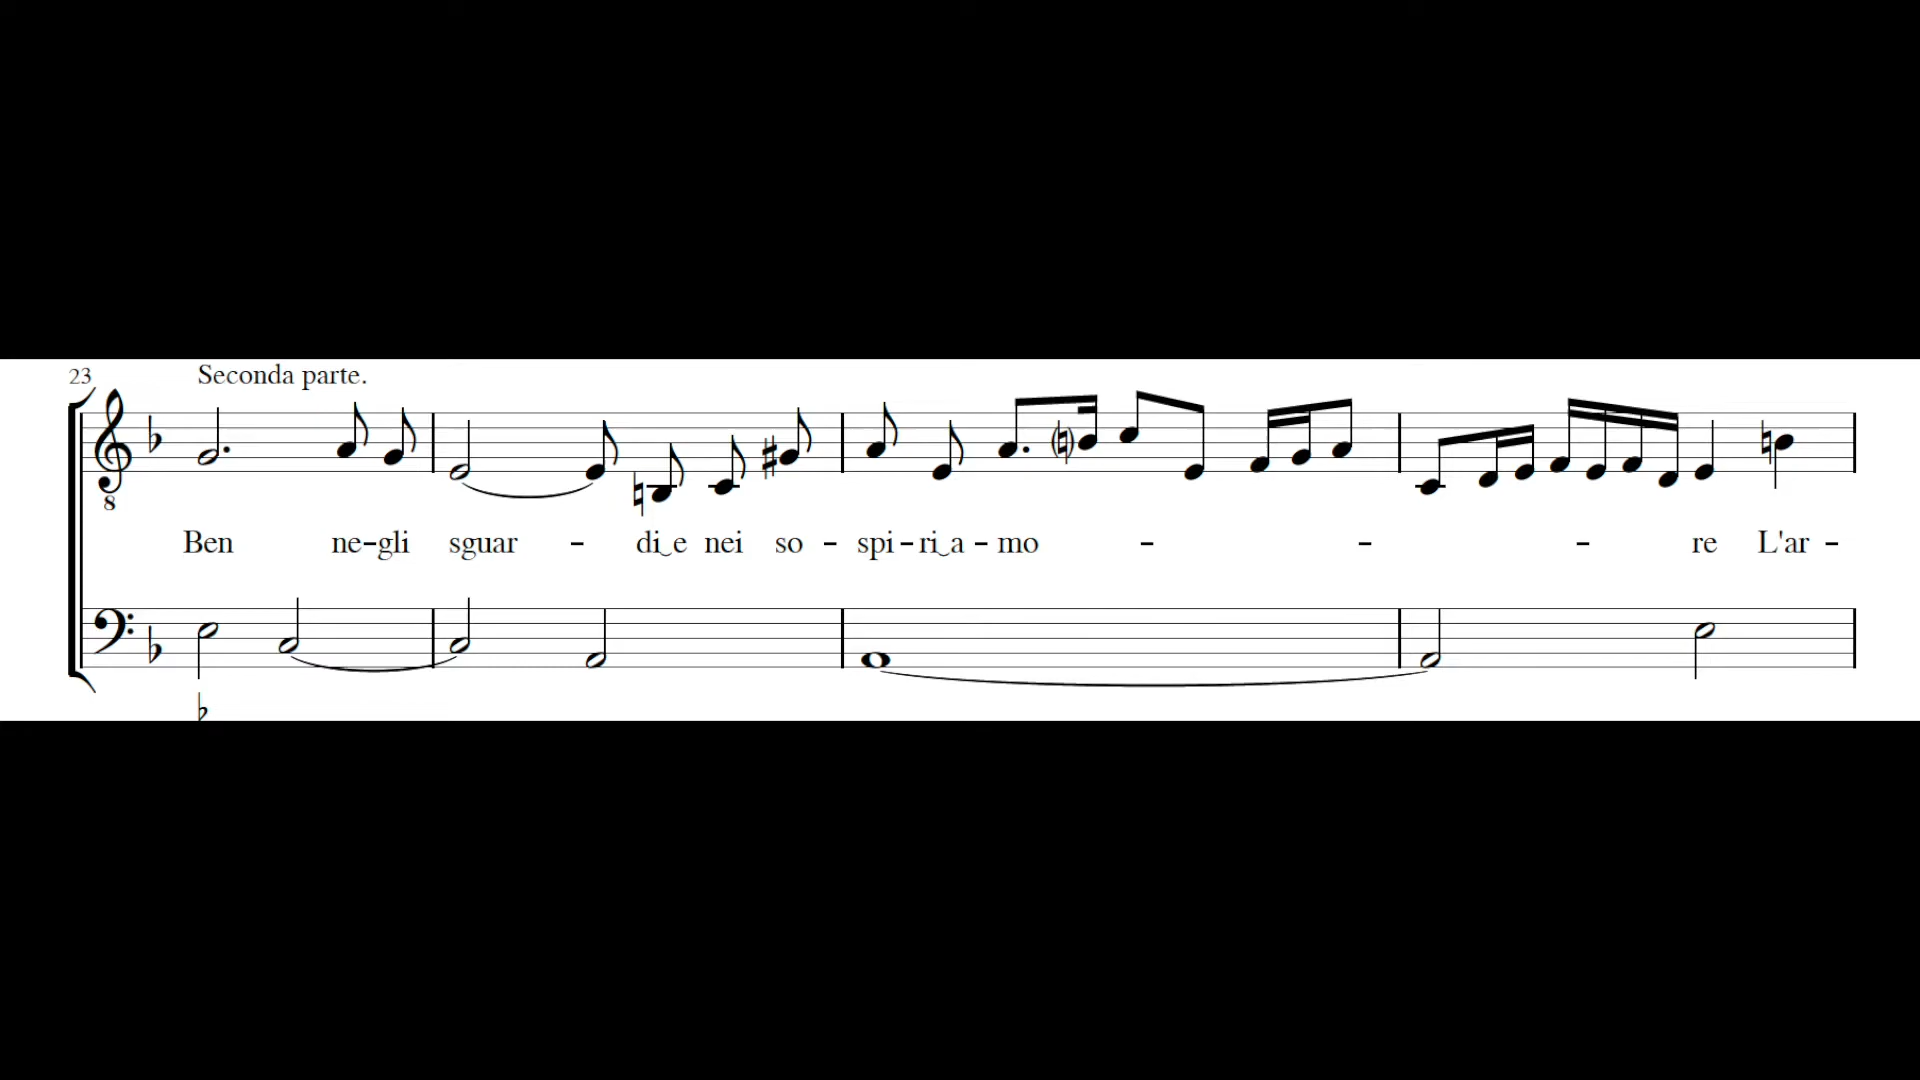 23 Seconda parte.
8
Ben ne-gli sguar - di‿e nei so - spi-ri‿a-mo - - - re L'ar -